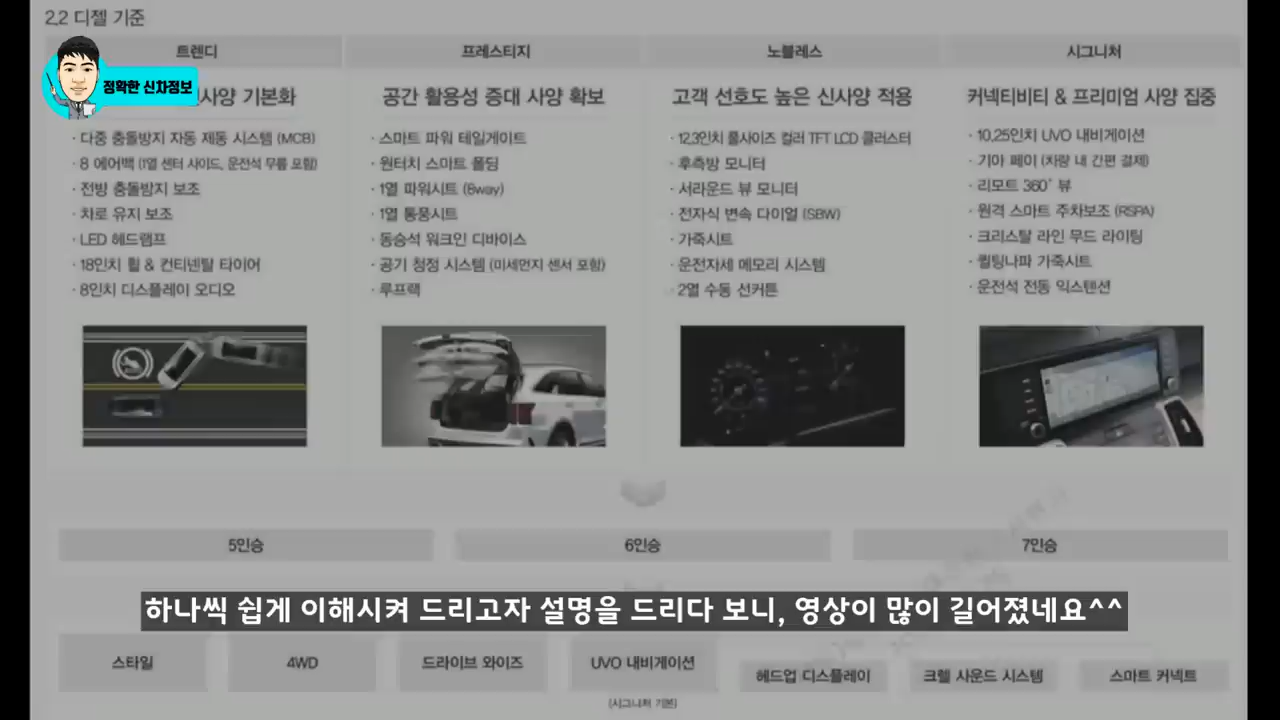 2.2 디젤 기준
트렌디
프레스티지
노블레스
시그니처
정확한 신차정보
사양 기본화
공간 활용성 증대 사양 확보
고객 선호도 높은 신사양 적용
커넥티비티 & 프리미엄 사양 집중
· 다중 충돌방지 자동 제동 시스템 (MCB)
· 8 에어백 (1열 센터 사이드, 운전석 무릎 포함)
· 전방 충돌방지 보조
· 차로 유지 보조
· LED 헤드램프
· 18인치 휠 & 컨티넨탈 타이어
· 8인치 디스플레이 오디오
· 스마트 파워 테일게이트
· 원터치 스마트 폴딩
· 1열 파워시트 (8way)
· 1열 통풍시트
· 동승석 워크인 디바이스
· 공기 청정 시스템 (미세먼지 센서 포함)
· 루프랙
· 12.3인치 풀사이즈 컬러 TFT LCD 클러스터
· 후측방 모니터
· 서라운드 뷰 모니터
· 전자식 변속 다이얼 (SBW)
· 가죽시트
· 운전자세 메모리 시스템
· 2열 수동 선커튼
· 10.25인치 UVO 내비게이션
· 기아 페이 (차량 내 간편 결제)
· 리모트 360° 뷰
· 원격 스마트 주차보조 (RSPA)
· 크리스탈 라인 무드 라이팅
· 퀼팅나파 가죽시트
· 운전석 전동 익스텐션
5인승
6인승
7인승
하나씩 쉽게 이해시켜 드리고자 설명을 드리다 보니, 영상이 많이 길어졌네요^^
스타일
4WD
드라이브 와이즈
UVO 내비게이션
헤드업 디스플레이
크렐 사운드 시스템
스마트 커넥트
(시그니처 기본)